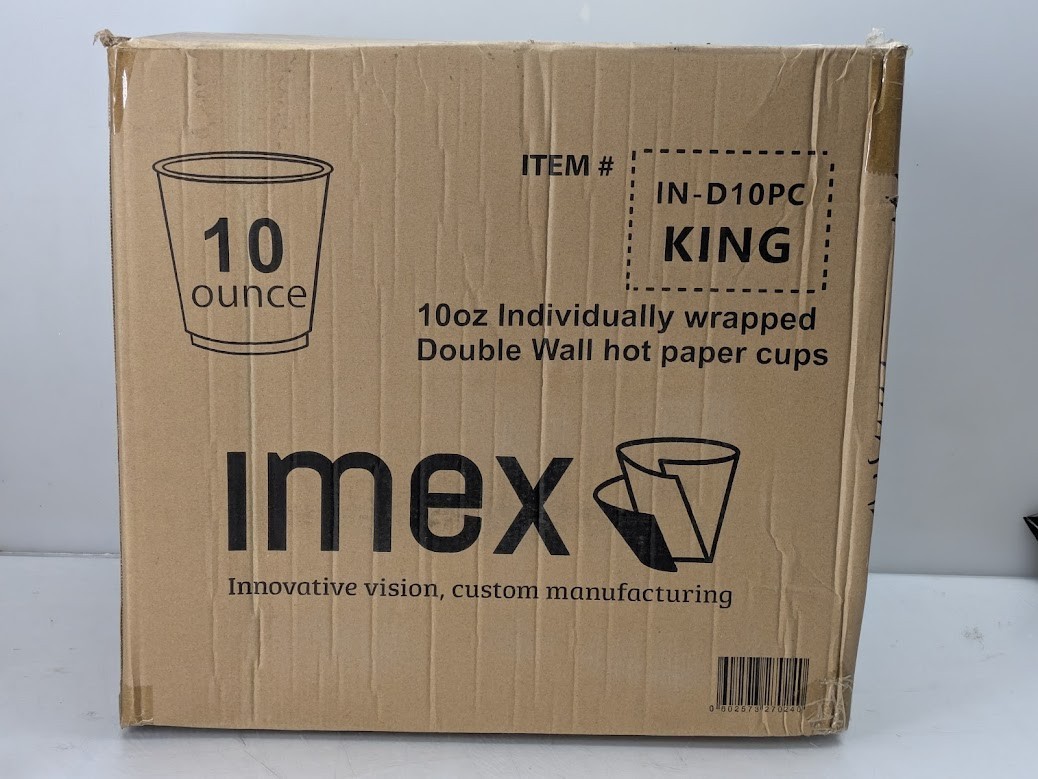 10
ounce
ITEM #
IN-D10PC
KING
10oz Individually wrapped
Double Wall hot paper cups
imex
Innovative vision, custom manufacturing